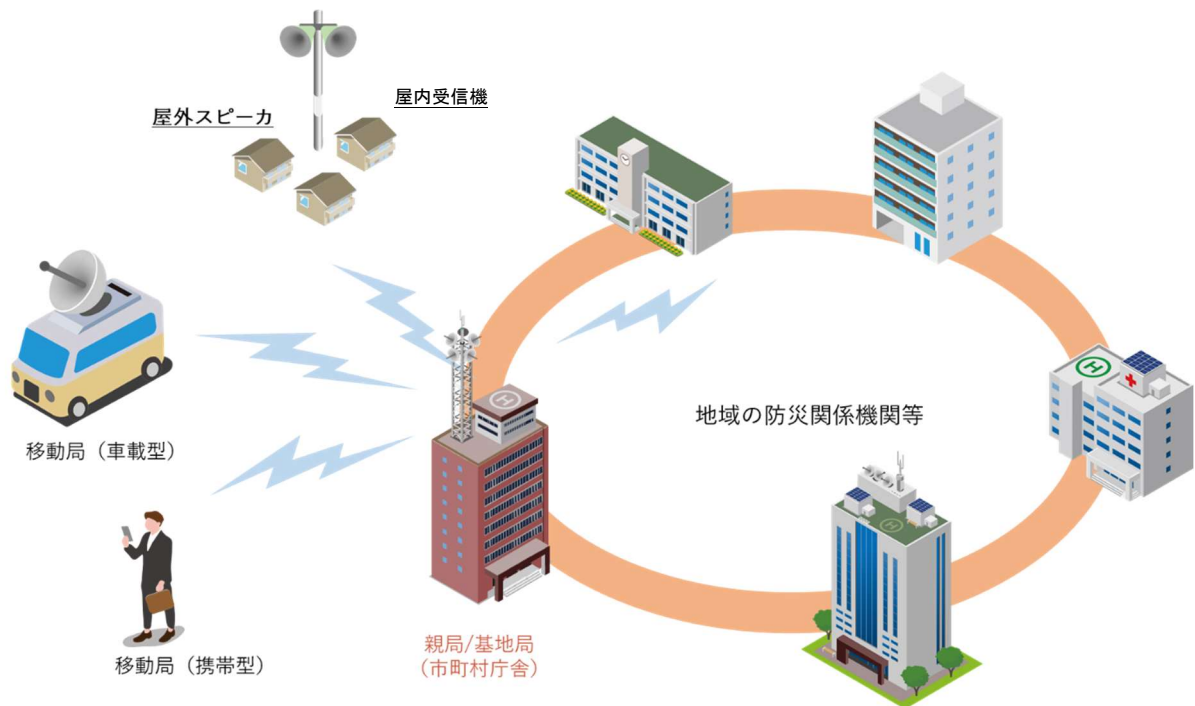 屋内受信機
屋外スピーカ
地域の防災関係機関等
移動局（車載型）
親局/基地局
（市町村庁舎）
移動局（携帯型）
H
H
H